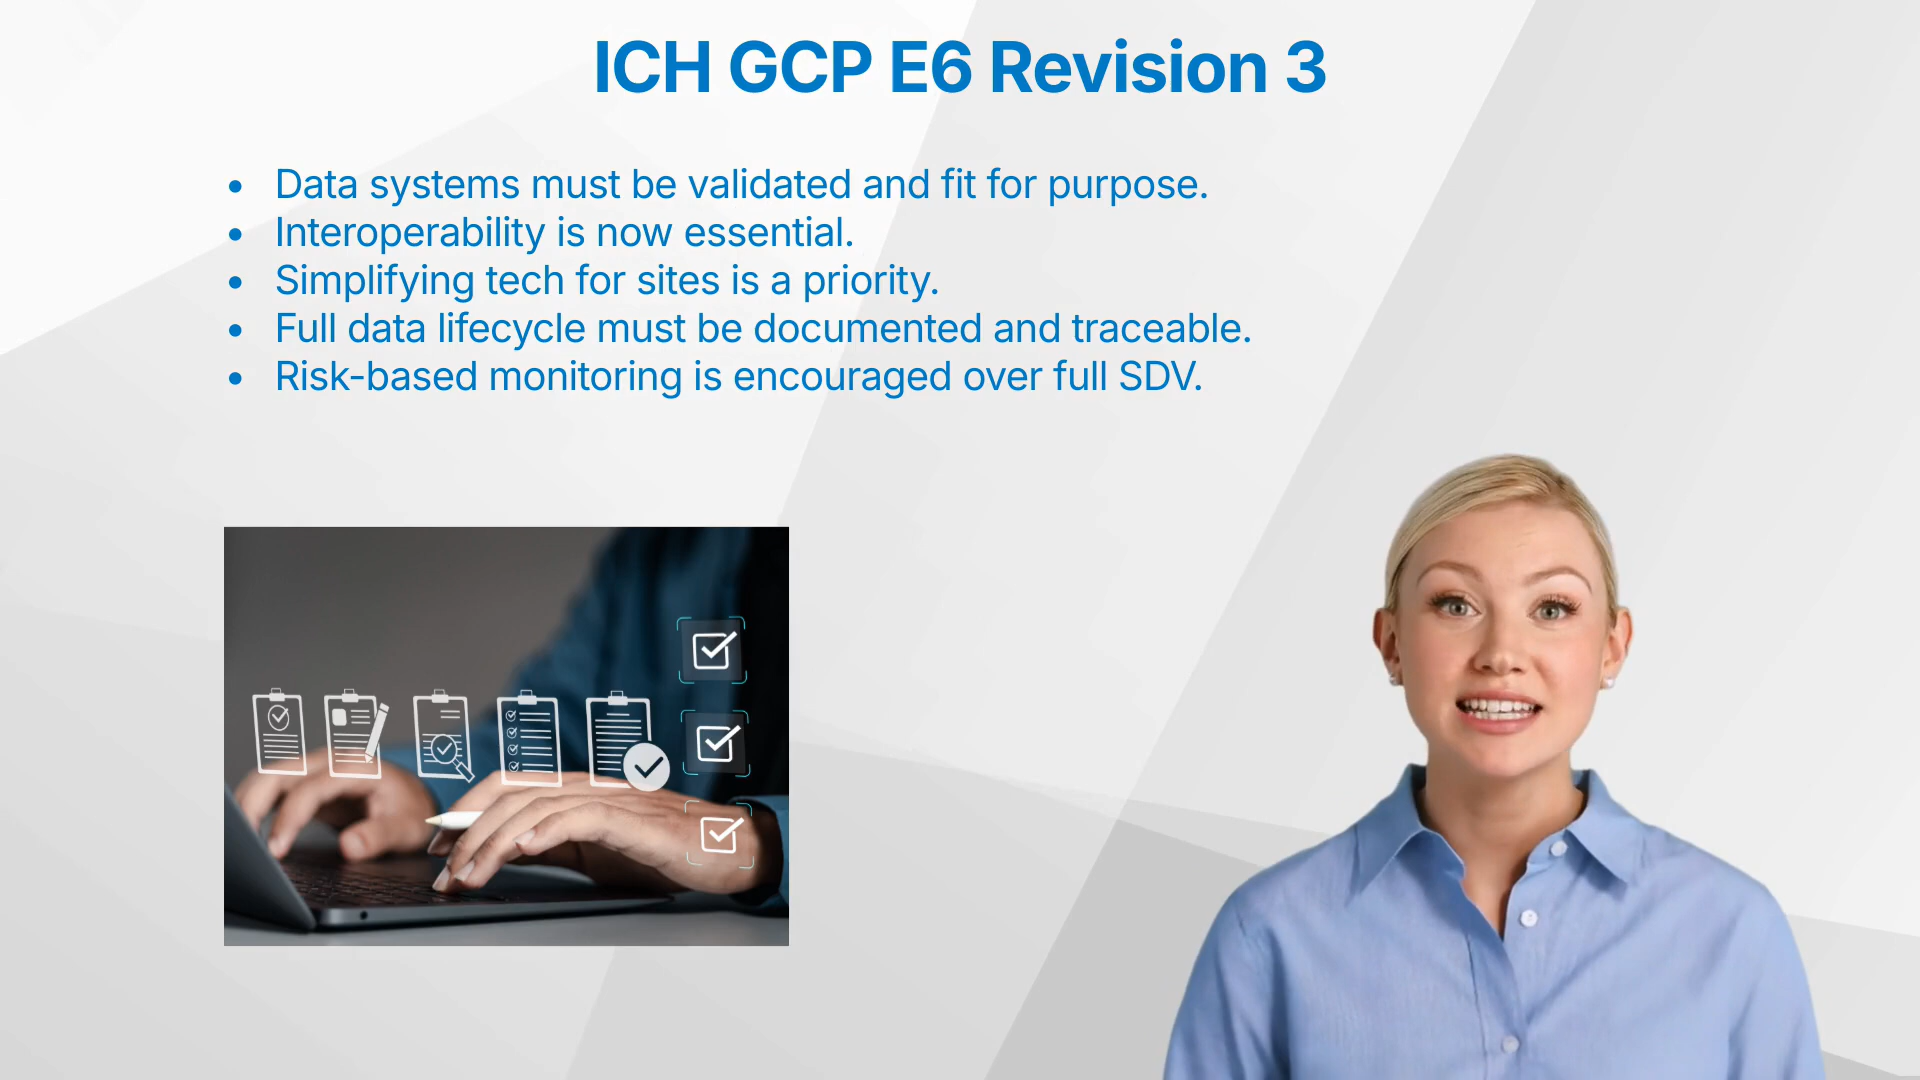 ICH GCP E6 Revision 3
• Data systems must be validated and fit for purpose.
• Interoperability is now essential.
• Simplifying tech for sites is a priority.
• Full data lifecycle must be documented and traceable.
• Risk-based monitoring is encouraged over full SDV.